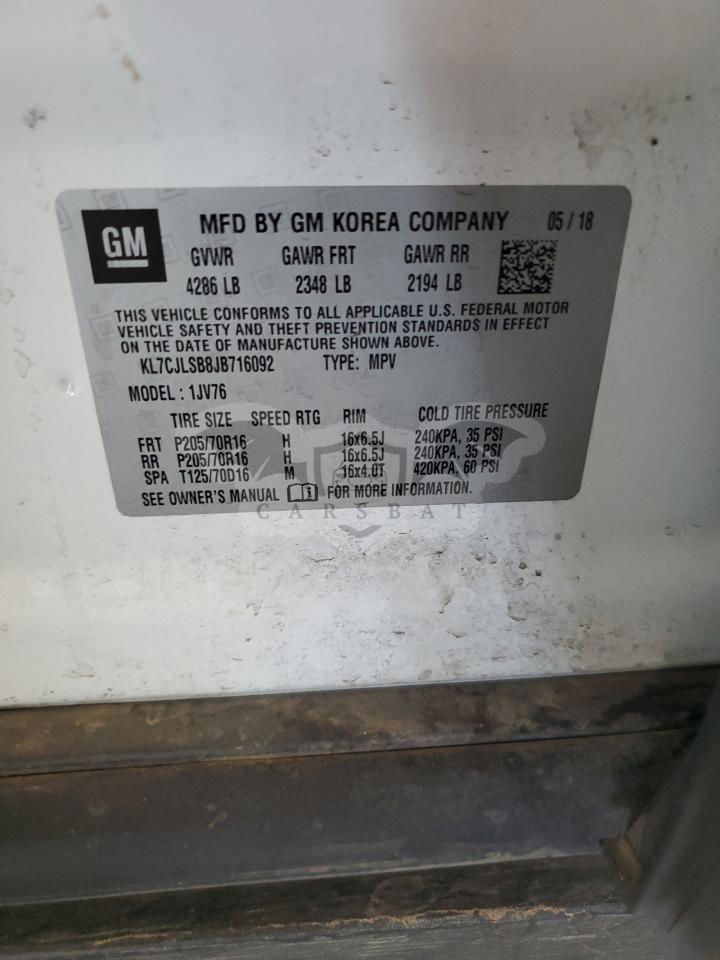 GM
MFD BY GM KOREA COMPANY 05 / 18
GVWR GAWR FRT GAWR RR
4286 LB 2348 LB 2194 LB
THIS VEHICLE CONFORMS TO ALL APPLICABLE U.S. FEDERAL MOTOR
VEHICLE SAFETY AND THEFT PREVENTION STANDARDS IN EFFECT
ON THE DATE OF MANUFACTURE SHOWN ABOVE.
KL7CJLSB8JB716092 TYPE: MPV
MODEL : 1JV76
TIRE SIZE SPEED RTG RIM COLD TIRE PRESSURE
FRT P205/70R16 H 16x6.5J 240KPA, 35 PSI
RR P205/70R16 H 16x6.5J 240KPA, 35 PSI
SPA T125/70D16 M 16x4.0T 420KPA, 60 PSI
SEE OWNER'S MANUAL FOR MORE INFORMATION.
CARSBAT